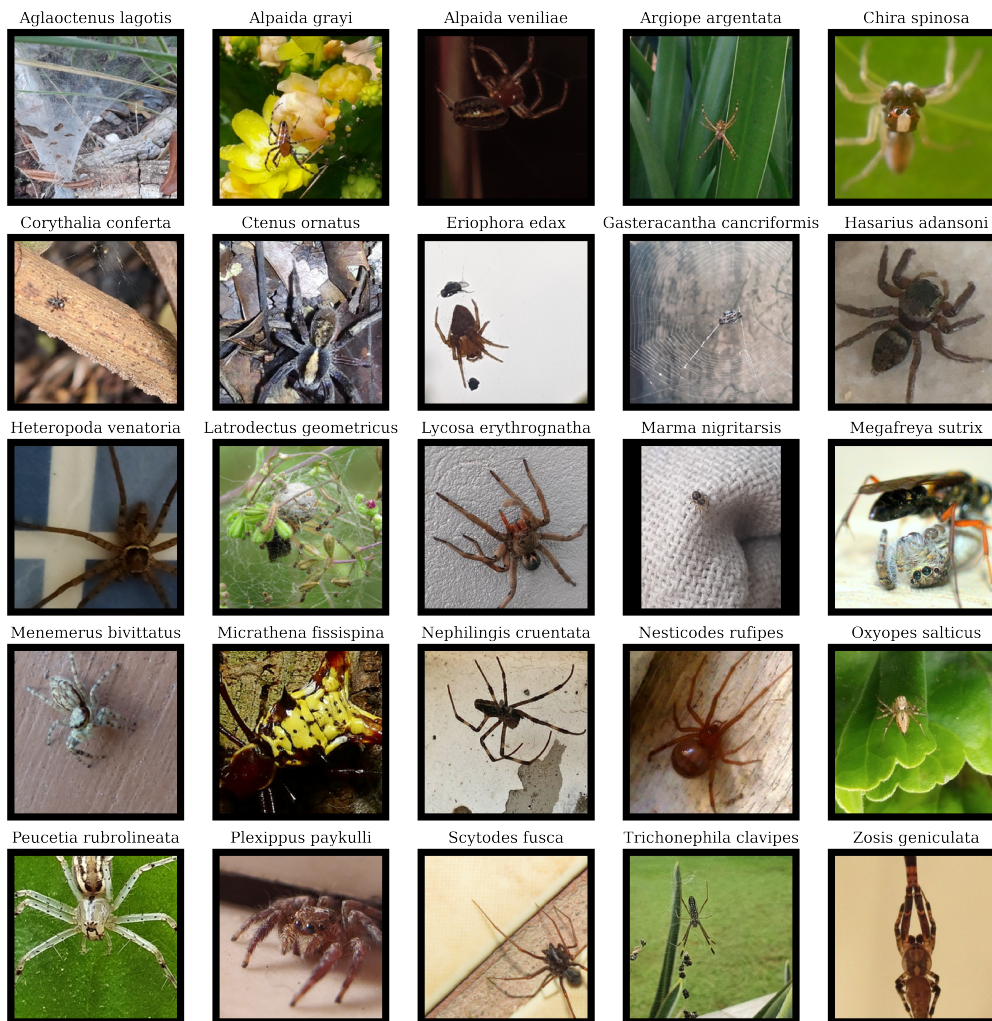 Aglaoctenus lagotis
Alpaida grayi
Alpaida veniliae
Argiope argentata
Chira spinosa
Corythalia conferta
Ctenus ornatus
Eriophora edax
Gasteracantha cancriformis
Hasarius adansoni
Heteropoda venatoria
Latrodectus geometricus
Lycosa erythrognatha
Marma nigritarsis
Megafreya sutrix
Menemerus bivittatus
Micrathena fissispina
Nephilingis cruentata
Nesticodes rufipes
Oxyopes salticus
Peucetia rubrolineata
Plexippus paykulli
Scytodes fusca
Trichonephila clavipes
Zosis geniculata